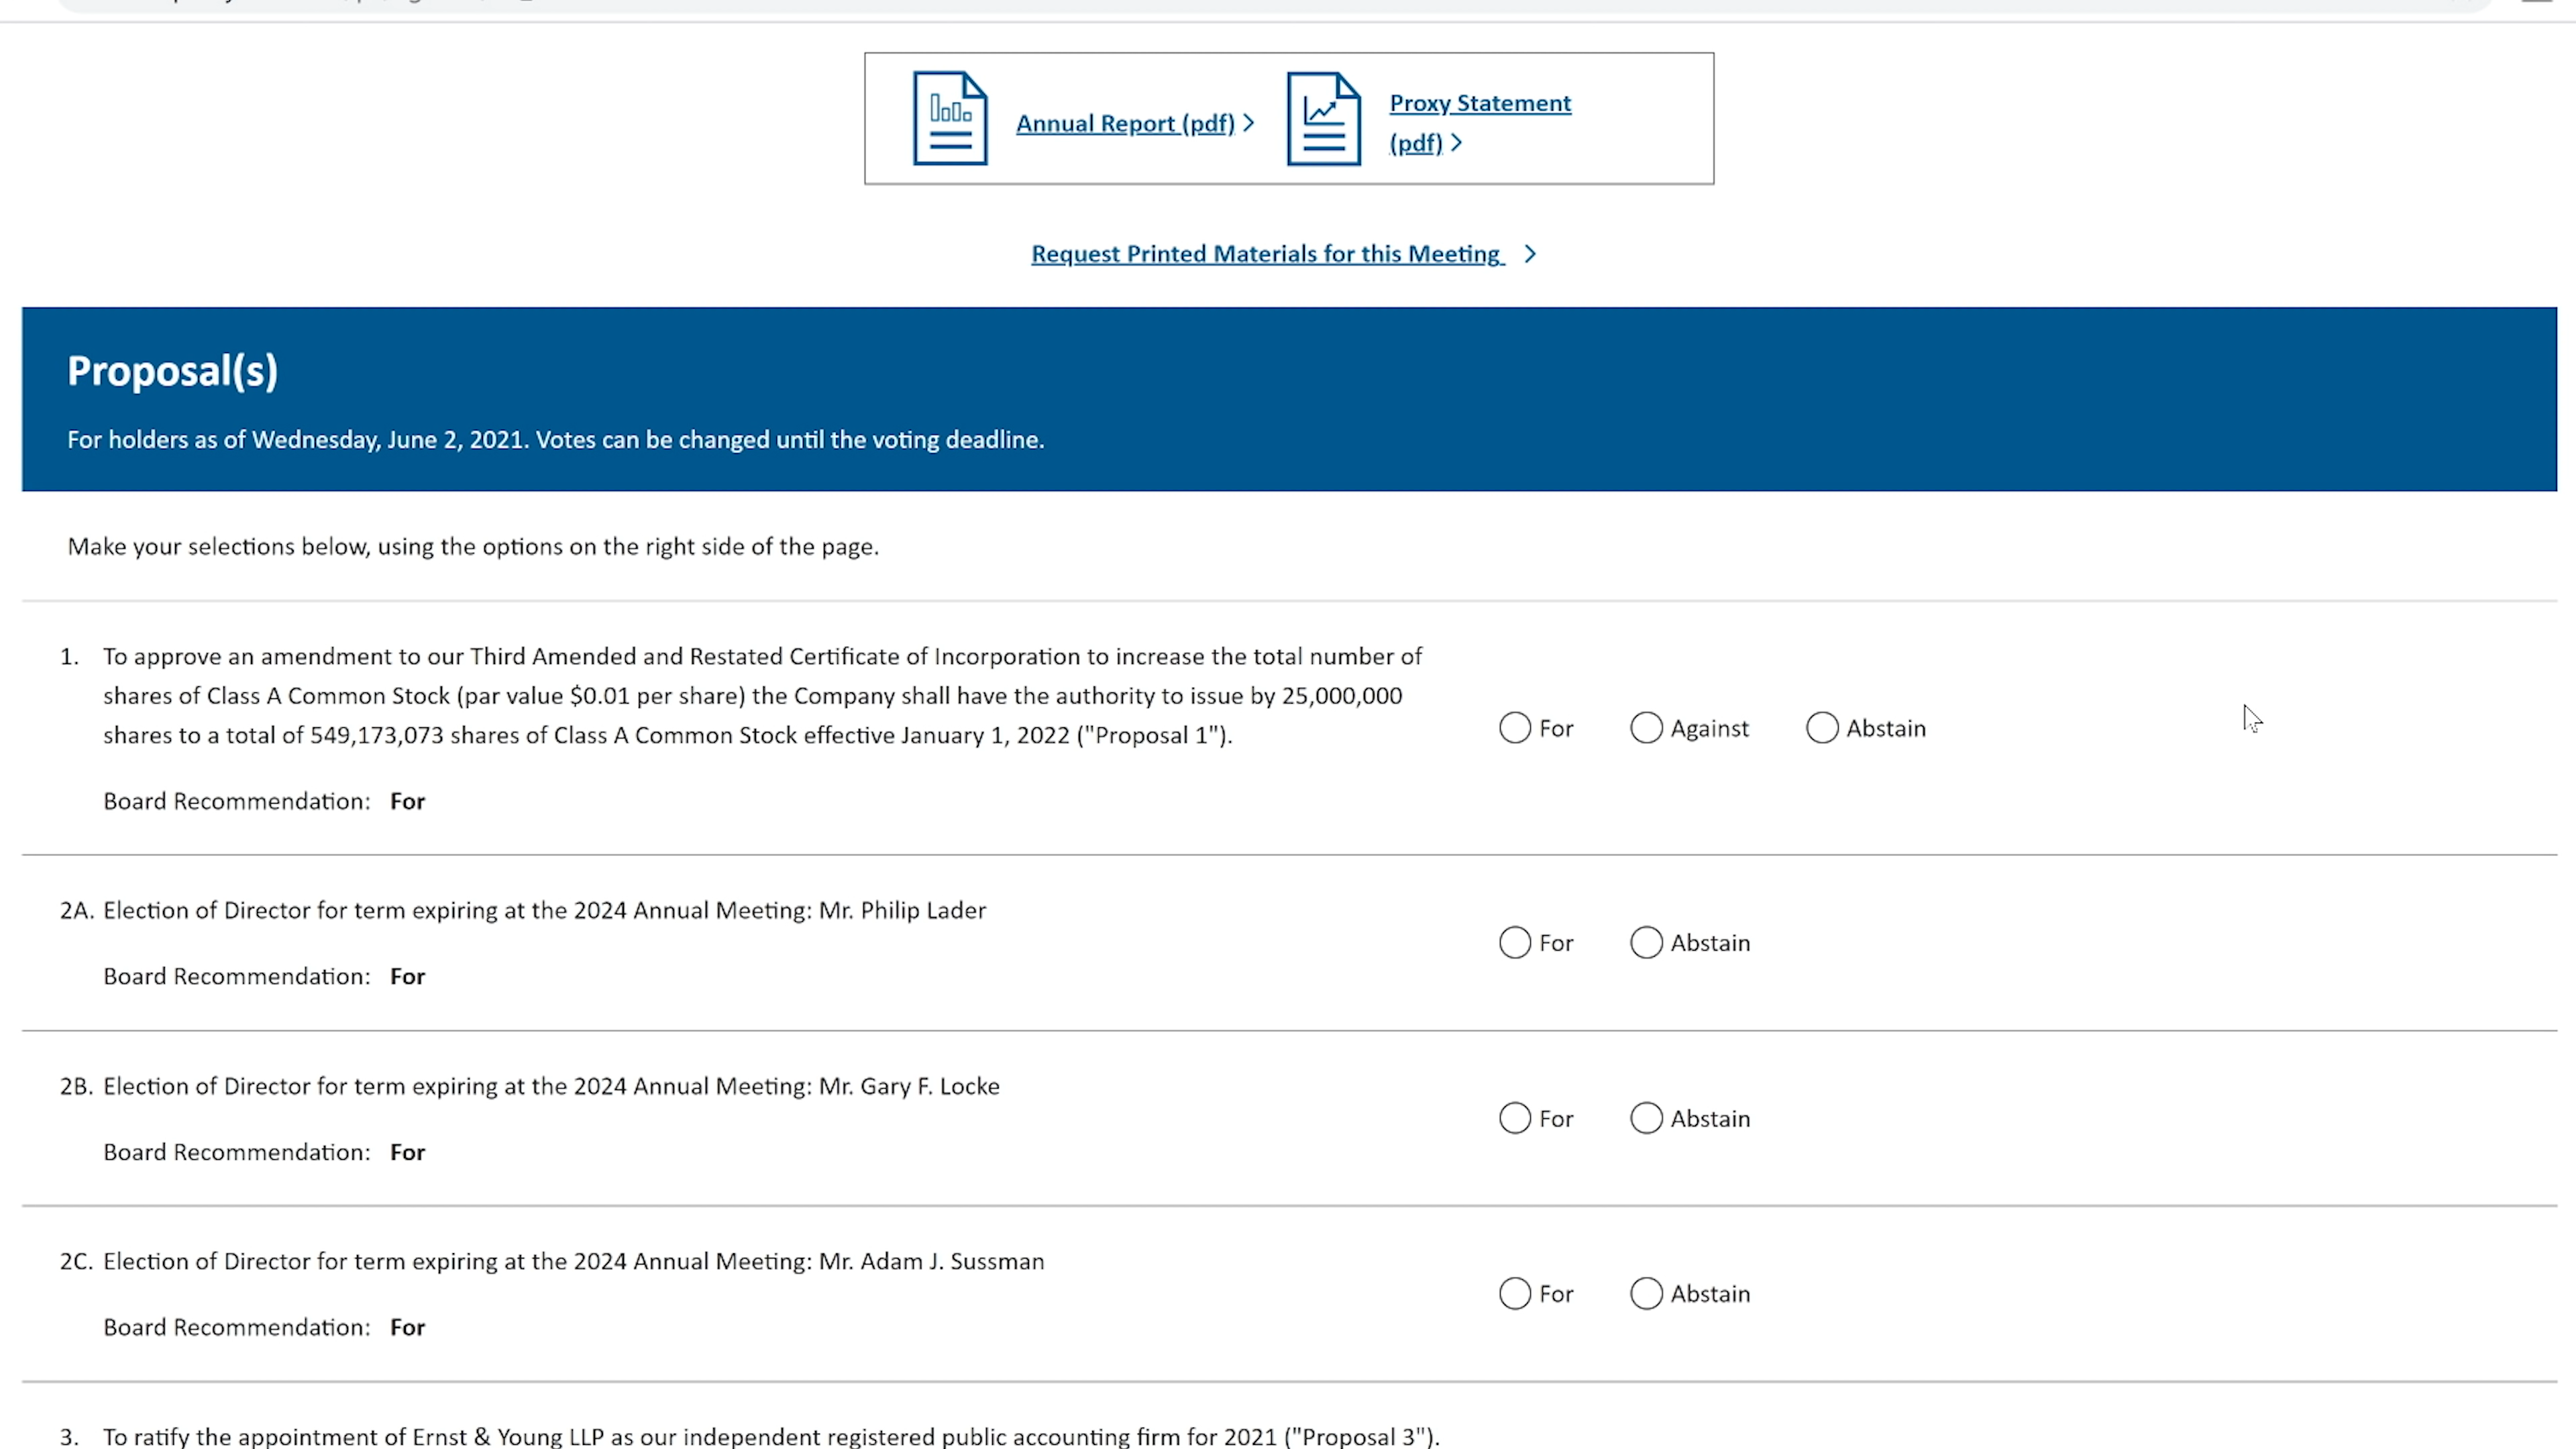 Annual Report (pdf) >
Proxy Statement
(pdf) >
Request Printed Materials for this Meeting >
Proposal(s)
For holders as of Wednesday, June 2, 2021. Votes can be changed until the voting deadline.
Make your selections below, using the options on the right side of the page.
1. To approve an amendment to our Third Amended and Restated Certificate of Incorporation to increase the total number of
shares of Class A Common Stock (par value $0.01 per share) the Company shall have the authority to issue by 25,000,000
shares to a total of 549,173,073 shares of Class A Common Stock effective January 1, 2022 ("Proposal 1").
For Against Abstain
Board Recommendation: For
2A. Election of Director for term expiring at the 2024 Annual Meeting: Mr. Philip Lader
For Abstain
Board Recommendation: For
2B. Election of Director for term expiring at the 2024 Annual Meeting: Mr. Gary F. Locke
For Abstain
Board Recommendation: For
2C. Election of Director for term expiring at the 2024 Annual Meeting: Mr. Adam J. Sussman
For Abstain
Board Recommendation: For
3. To ratify the appointment of Ernst & Young LLP as our independent registered public accounting firm for 2021 ("Proposal 3").